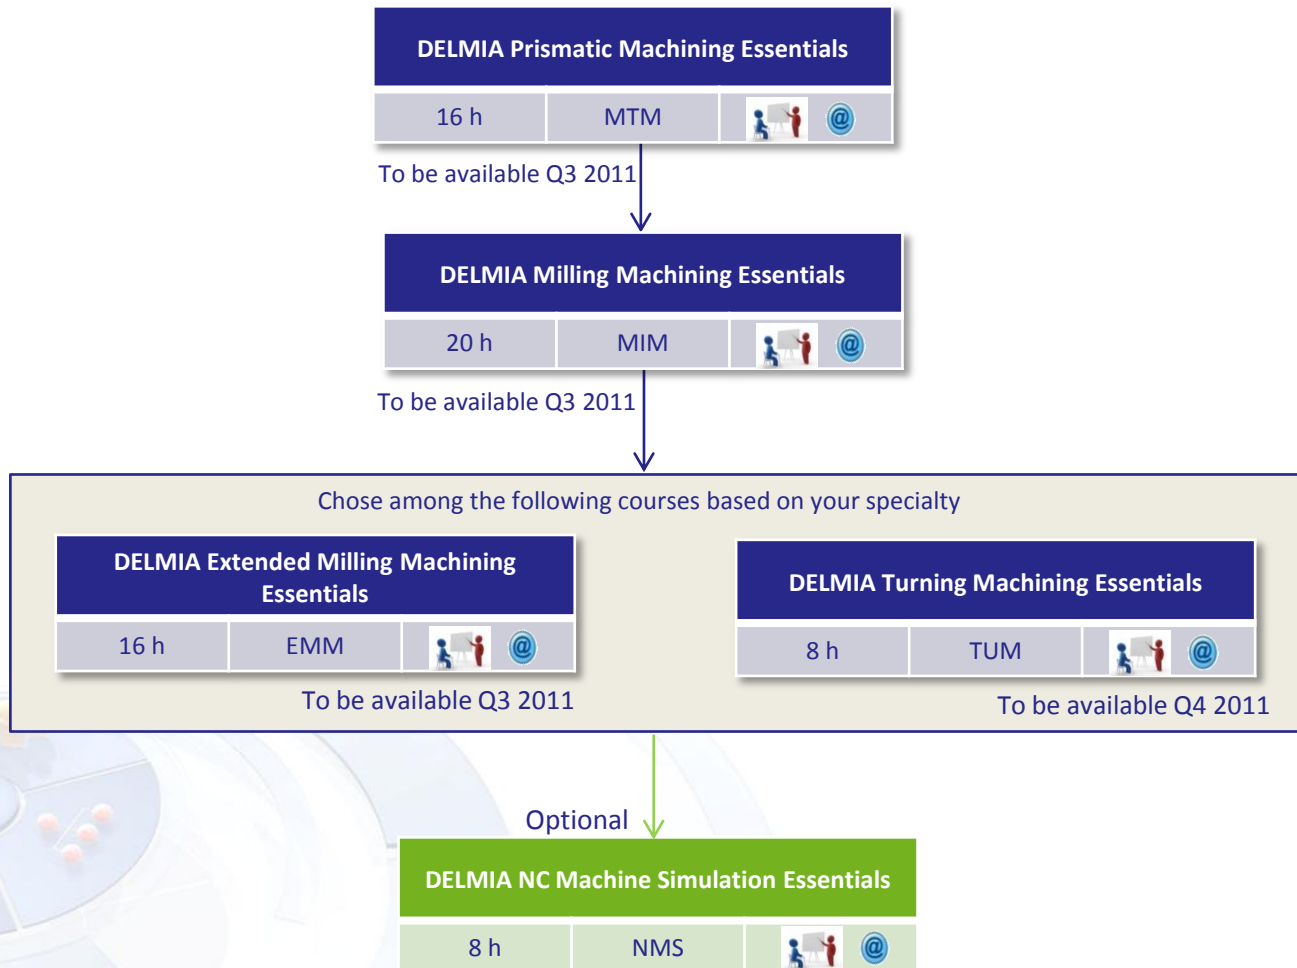 DELMIA Prismatic Machining Essentials
16 h MTM @
To be available Q3 2011
DELMIA Milling Machining Essentials
20 h MIM @
To be available Q3 2011
Chose among the following courses based on your specialty
DELMIA Extended Milling Machining
Essentials
16 h EMM @
To be available Q3 2011
DELMIA Turning Machining Essentials
8 h TUM @
To be available Q4 2011
Optional
DELMIA NC Machine Simulation Essentials
8 h NMS @